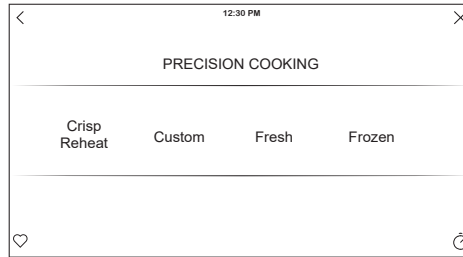 12:30 PM
PRECISION COOKING
Crisp
Reheat
Custom
Fresh
Frozen